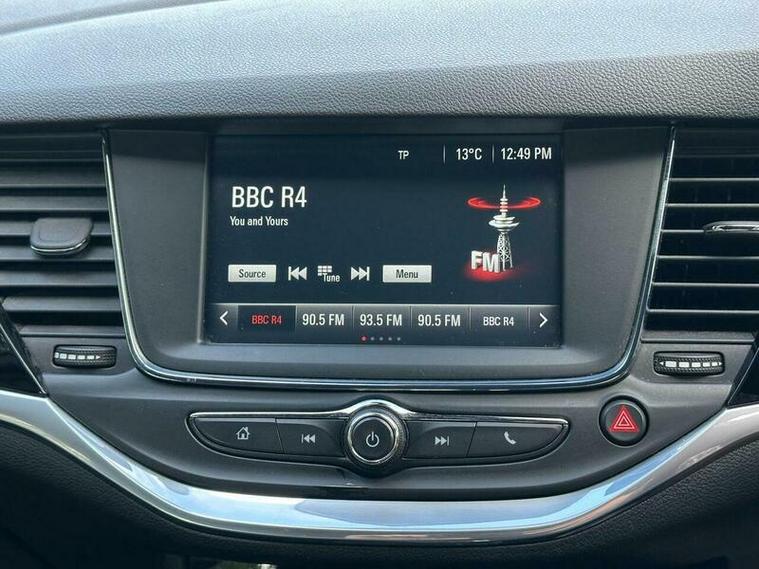 TP 13°C 12:49 PM
BBC R4
You and Yours
FM
Source Tune Menu
BBC R4 90.5 FM 93.5 FM 90.5 FM BBC R4